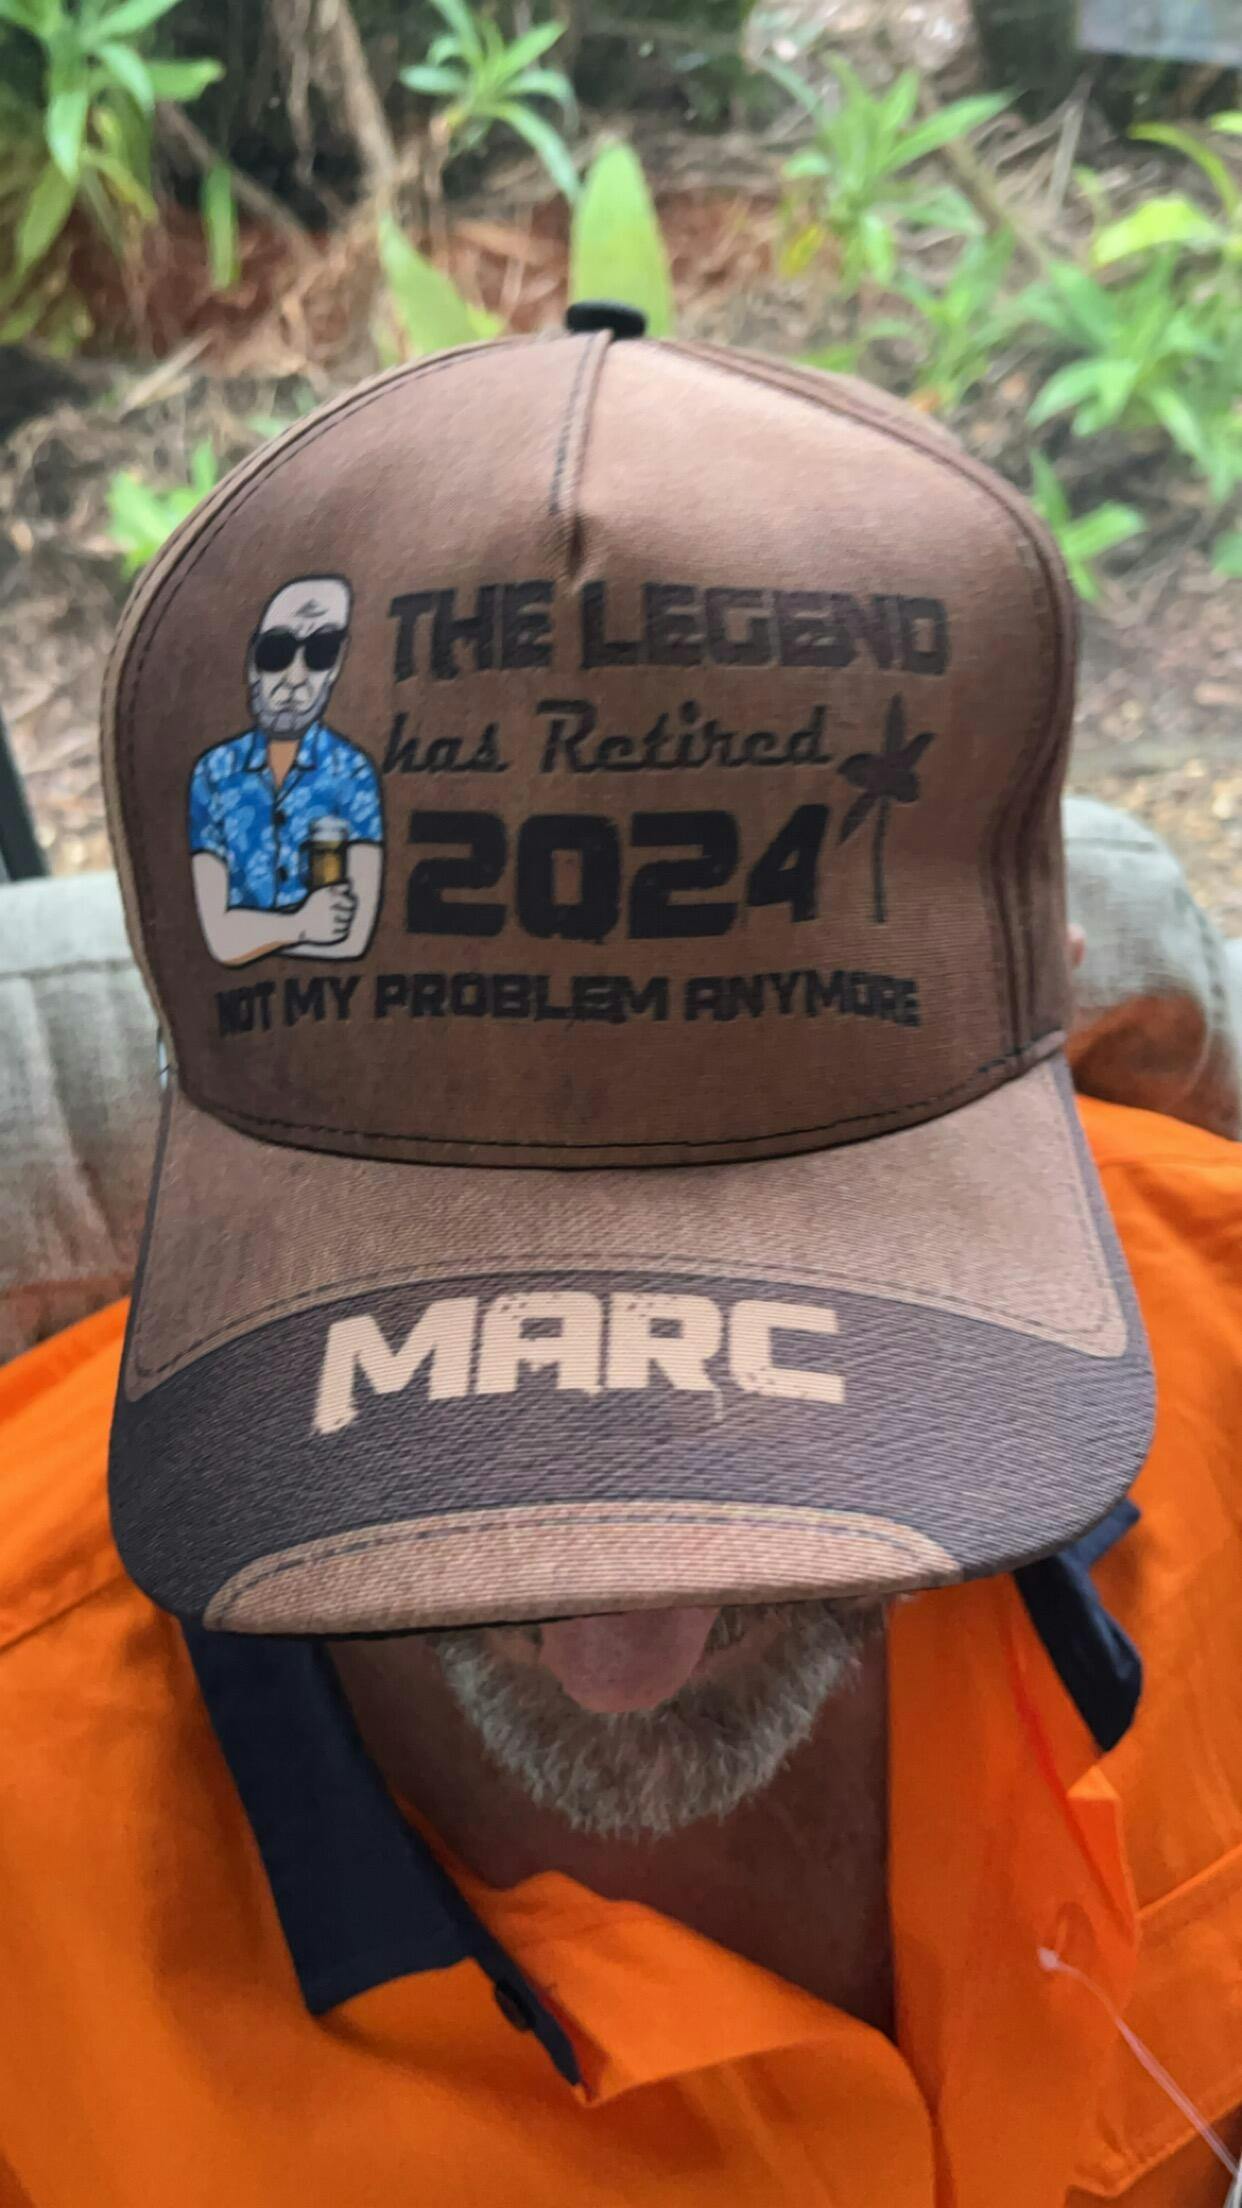 THE LEGEND
has Retired
2024
NOT MY PROBLEM ANYMORE
MARC